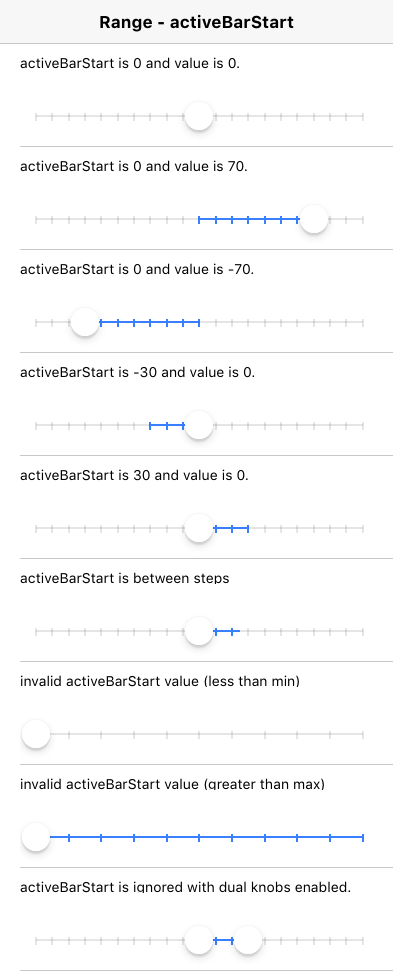 Range - activeBarStart
activeBarStart is 0 and value is 0.
activeBarStart is 0 and value is 70.
activeBarStart is 0 and value is -70.
activeBarStart is -30 and value is 0.
activeBarStart is 30 and value is 0.
activeBarStart is between steps
invalid activeBarStart value (less than min)
invalid activeBarStart value (greater than max)
activeBarStart is ignored with dual knobs enabled.